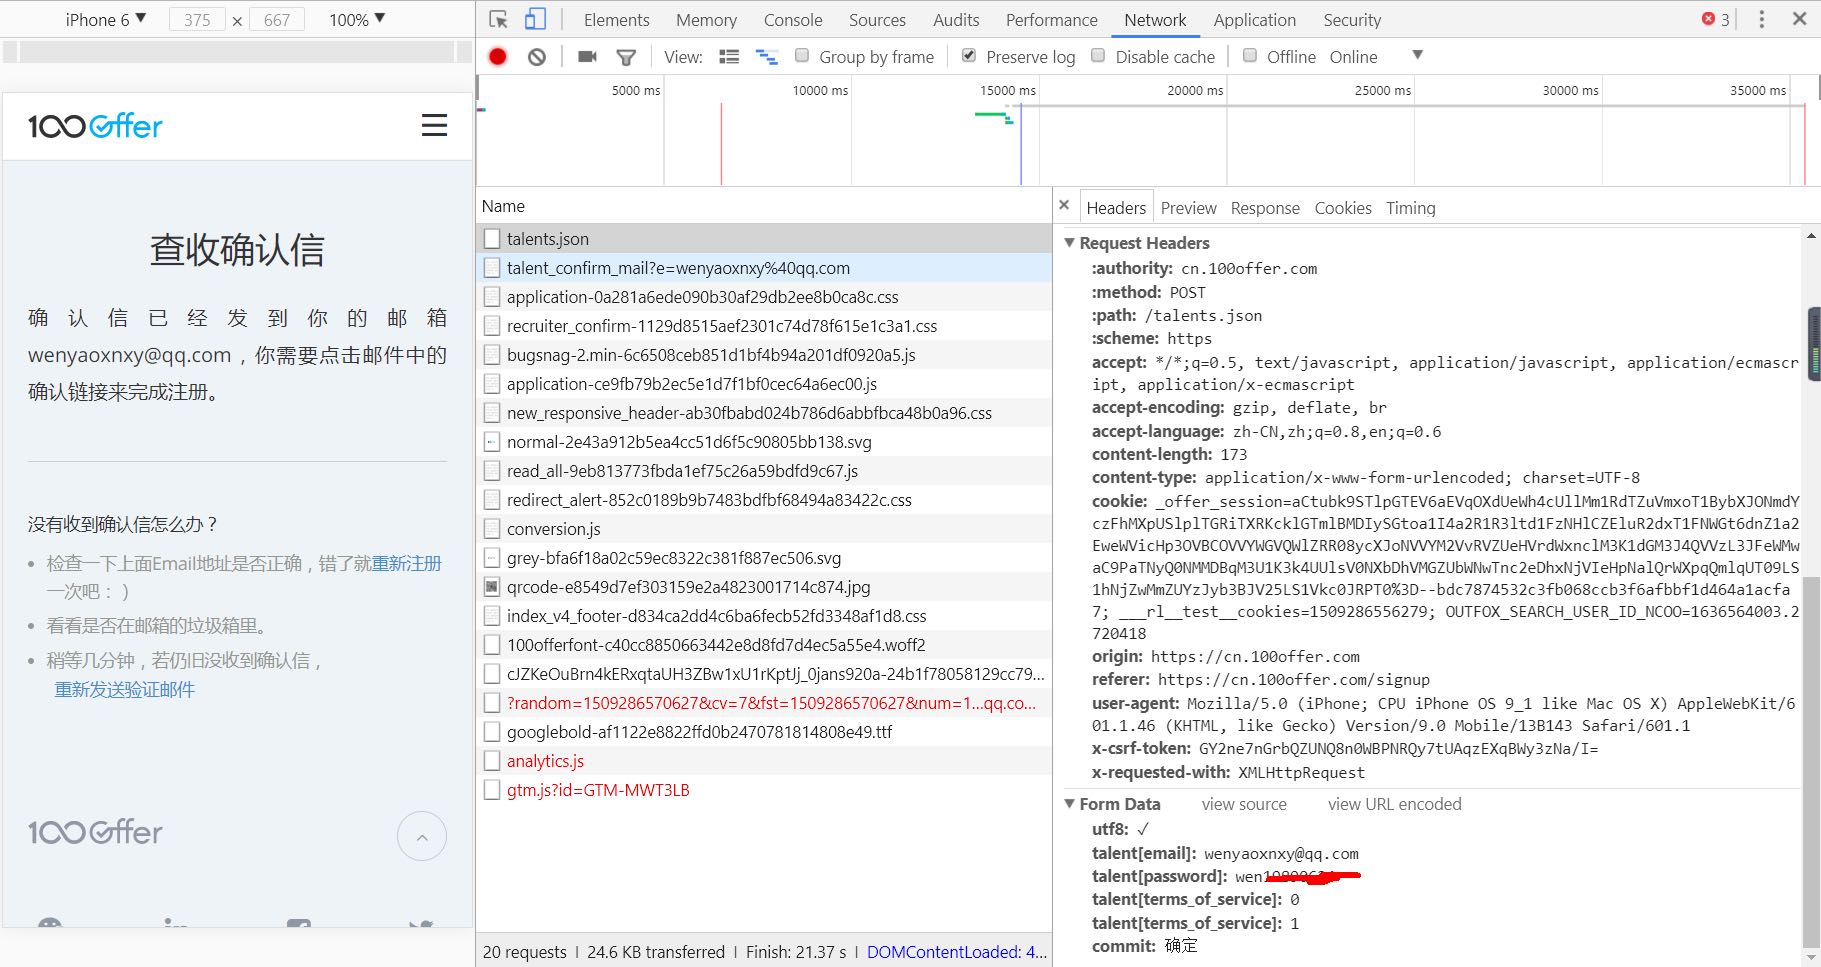 iPhone 6 ▼ 375 × 667 100% ▼
Elements Memory Console Sources Audits Performance Network Application Security 3
View: Group by frame Preserve log Disable cache Offline Online ▼
5000 ms 10000 ms 15000 ms 20000 ms 25000 ms 30000 ms 35000 ms
100offer
查收确认信
确认信已经发到你的邮箱
wenyaoxnxy@qq.com，你需要点击邮件中的
确认链接来完成注册。
没有收到确认信怎么办？
• 检查一下上面Email地址是否正确，错了就重新注册
一次吧：）
• 看看是否在邮箱的垃圾箱里。
• 稍等几分钟，若仍旧没收到确认信，
重新发送验证邮件
100offer
Name
talents.json
talent_confirm_mail?e=wenyaoxnxy%40qq.com
application-0a281a6ede090b30af29db2ee8b0ca8c.css
recruiter_confirm-1129d8515aef2301c74d78f615e1c3a1.css
bugsnag-2.min-6c6508ceb851d1bf4b94a201df0920a5.js
application-ce9fb79b2ec5e1d7f1bf0cec64a6ec00.js
new_responsive_header-ab30fbabd024b786d6abbfbca48b0a96.css
normal-2e43a912b5ea4cc51d6f5c90805bb138.svg
read_all-9eb813773fbda1ef75c26a59bdfd9c67.js
redirect_alert-852c0189b9b7483bdfbf68494a83422c.css
conversion.js
grey-bfa6f18a02c59ec8322c381f887ec506.svg
qrcode-e8549d7ef303159e2a4823001714c874.jpg
index_v4_footer-d834ca2dd4c6ba6fecb52fd3348af1d8.css
100offerfont-c40cc8850663442e8d8fd7d4ec5a55e4.woff2
cJZKeOuBrn4kERxqtaUH3ZBw1xU1rKptJj_0jans920a-24b1f78058129cc79...
?random=1509286570627&cv=7&fst=1509286570627&num=1...qq.co...
googlebold-af1122e8822ffd0b2470781814808e49.ttf
analytics.js
gtm.js?id=GTM-MWT3LB
20 requests | 24.6 KB transferred | Finish: 21.37 s | DOMContentLoaded: 4...
× Headers Preview Response Cookies Timing
▼ Request Headers
:authority: cn.100offer.com
:method: POST
:path: /talents.json
:scheme: https
accept: */*;q=0.5, text/javascript, application/javascript, application/ecmascr
ipt, application/x-ecmascript
accept-encoding: gzip, deflate, br
accept-language: zh-CN,zh;q=0.8,en;q=0.6
content-length: 173
content-type: application/x-www-form-urlencoded; charset=UTF-8
cookie: _offer_session=aCtubk9STlpGTEV6aEVqOXdUeWh4cUllMm1RdTZuVmxoT1BybXJONmdY
czFhMXpUSlplTGRiTXRKcklGTmlBMDIySGtoa1I4a2R1R3ltd1FzNHlCZEluR2dxT1FNWGt6dnZ1a2
EweWVicHp3OVBCOVVYWGVQWlZRR08ycXJoNVVYM2VvRVZUeHVrdWxnclM3K1dGM3J4QVVzL3JFeWMw
aC9PaTNyQ0NMMDBqM3U1K3k4UUlsV0NXbDhVMGZUbWNwTnc2eDhxNjVIeHpNalQrWXpqQmlqUT09LS
1hNjZwMmZUYzJyb3BJV25LS1Vkc0JRPT0%3D--bdc7874532c3fb068ccb3f6afbbf1d464a1acfa
7; ___rl__test__cookies=1509286556279; OUTFOX_SEARCH_USER_ID_NCOO=1636564003.2
720418
origin: https://cn.100offer.com
referer: https://cn.100offer.com/signup
user-agent: Mozilla/5.0 (iPhone; CPU iPhone OS 9_1 like Mac OS X) AppleWebKit/6
01.1.46 (KHTML, like Gecko) Version/9.0 Mobile/13B143 Safari/601.1
x-csrf-token: GY2ne7nGrbQZUNQ8n0WBPNRQy7tUAqzEXqBWy3zNa/I=
x-requested-with: XMLHttpRequest
▼ Form Data view source view URL encoded
utf8: ✓
talent[email]: wenyaoxnxy@qq.com
talent[password]:
talent[terms_of_service]: 0
talent[terms_of_service]: 1
commit: 确定